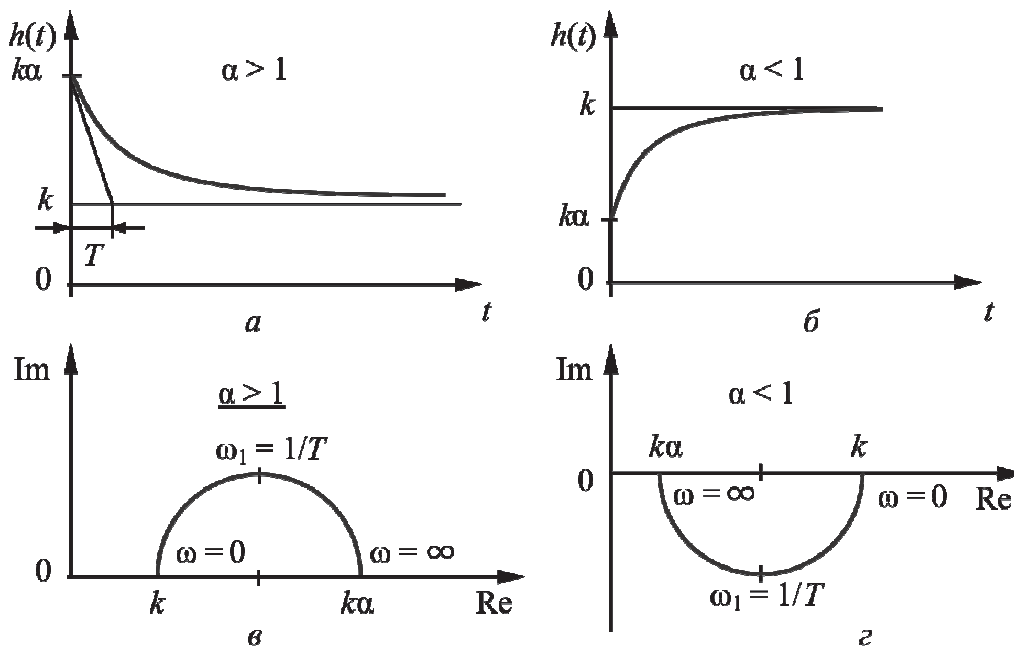 h(t)
kα
α > 1
k
T
0
t
а
h(t)
α < 1
k
kα
0
t
б
Im
α > 1
ω₁ = 1/T
ω = 0
ω = ∞
0
k
kα
Re
в
Im
α < 1
kα
k
0
ω = ∞
ω = 0
Re
ω₁ = 1/T
г